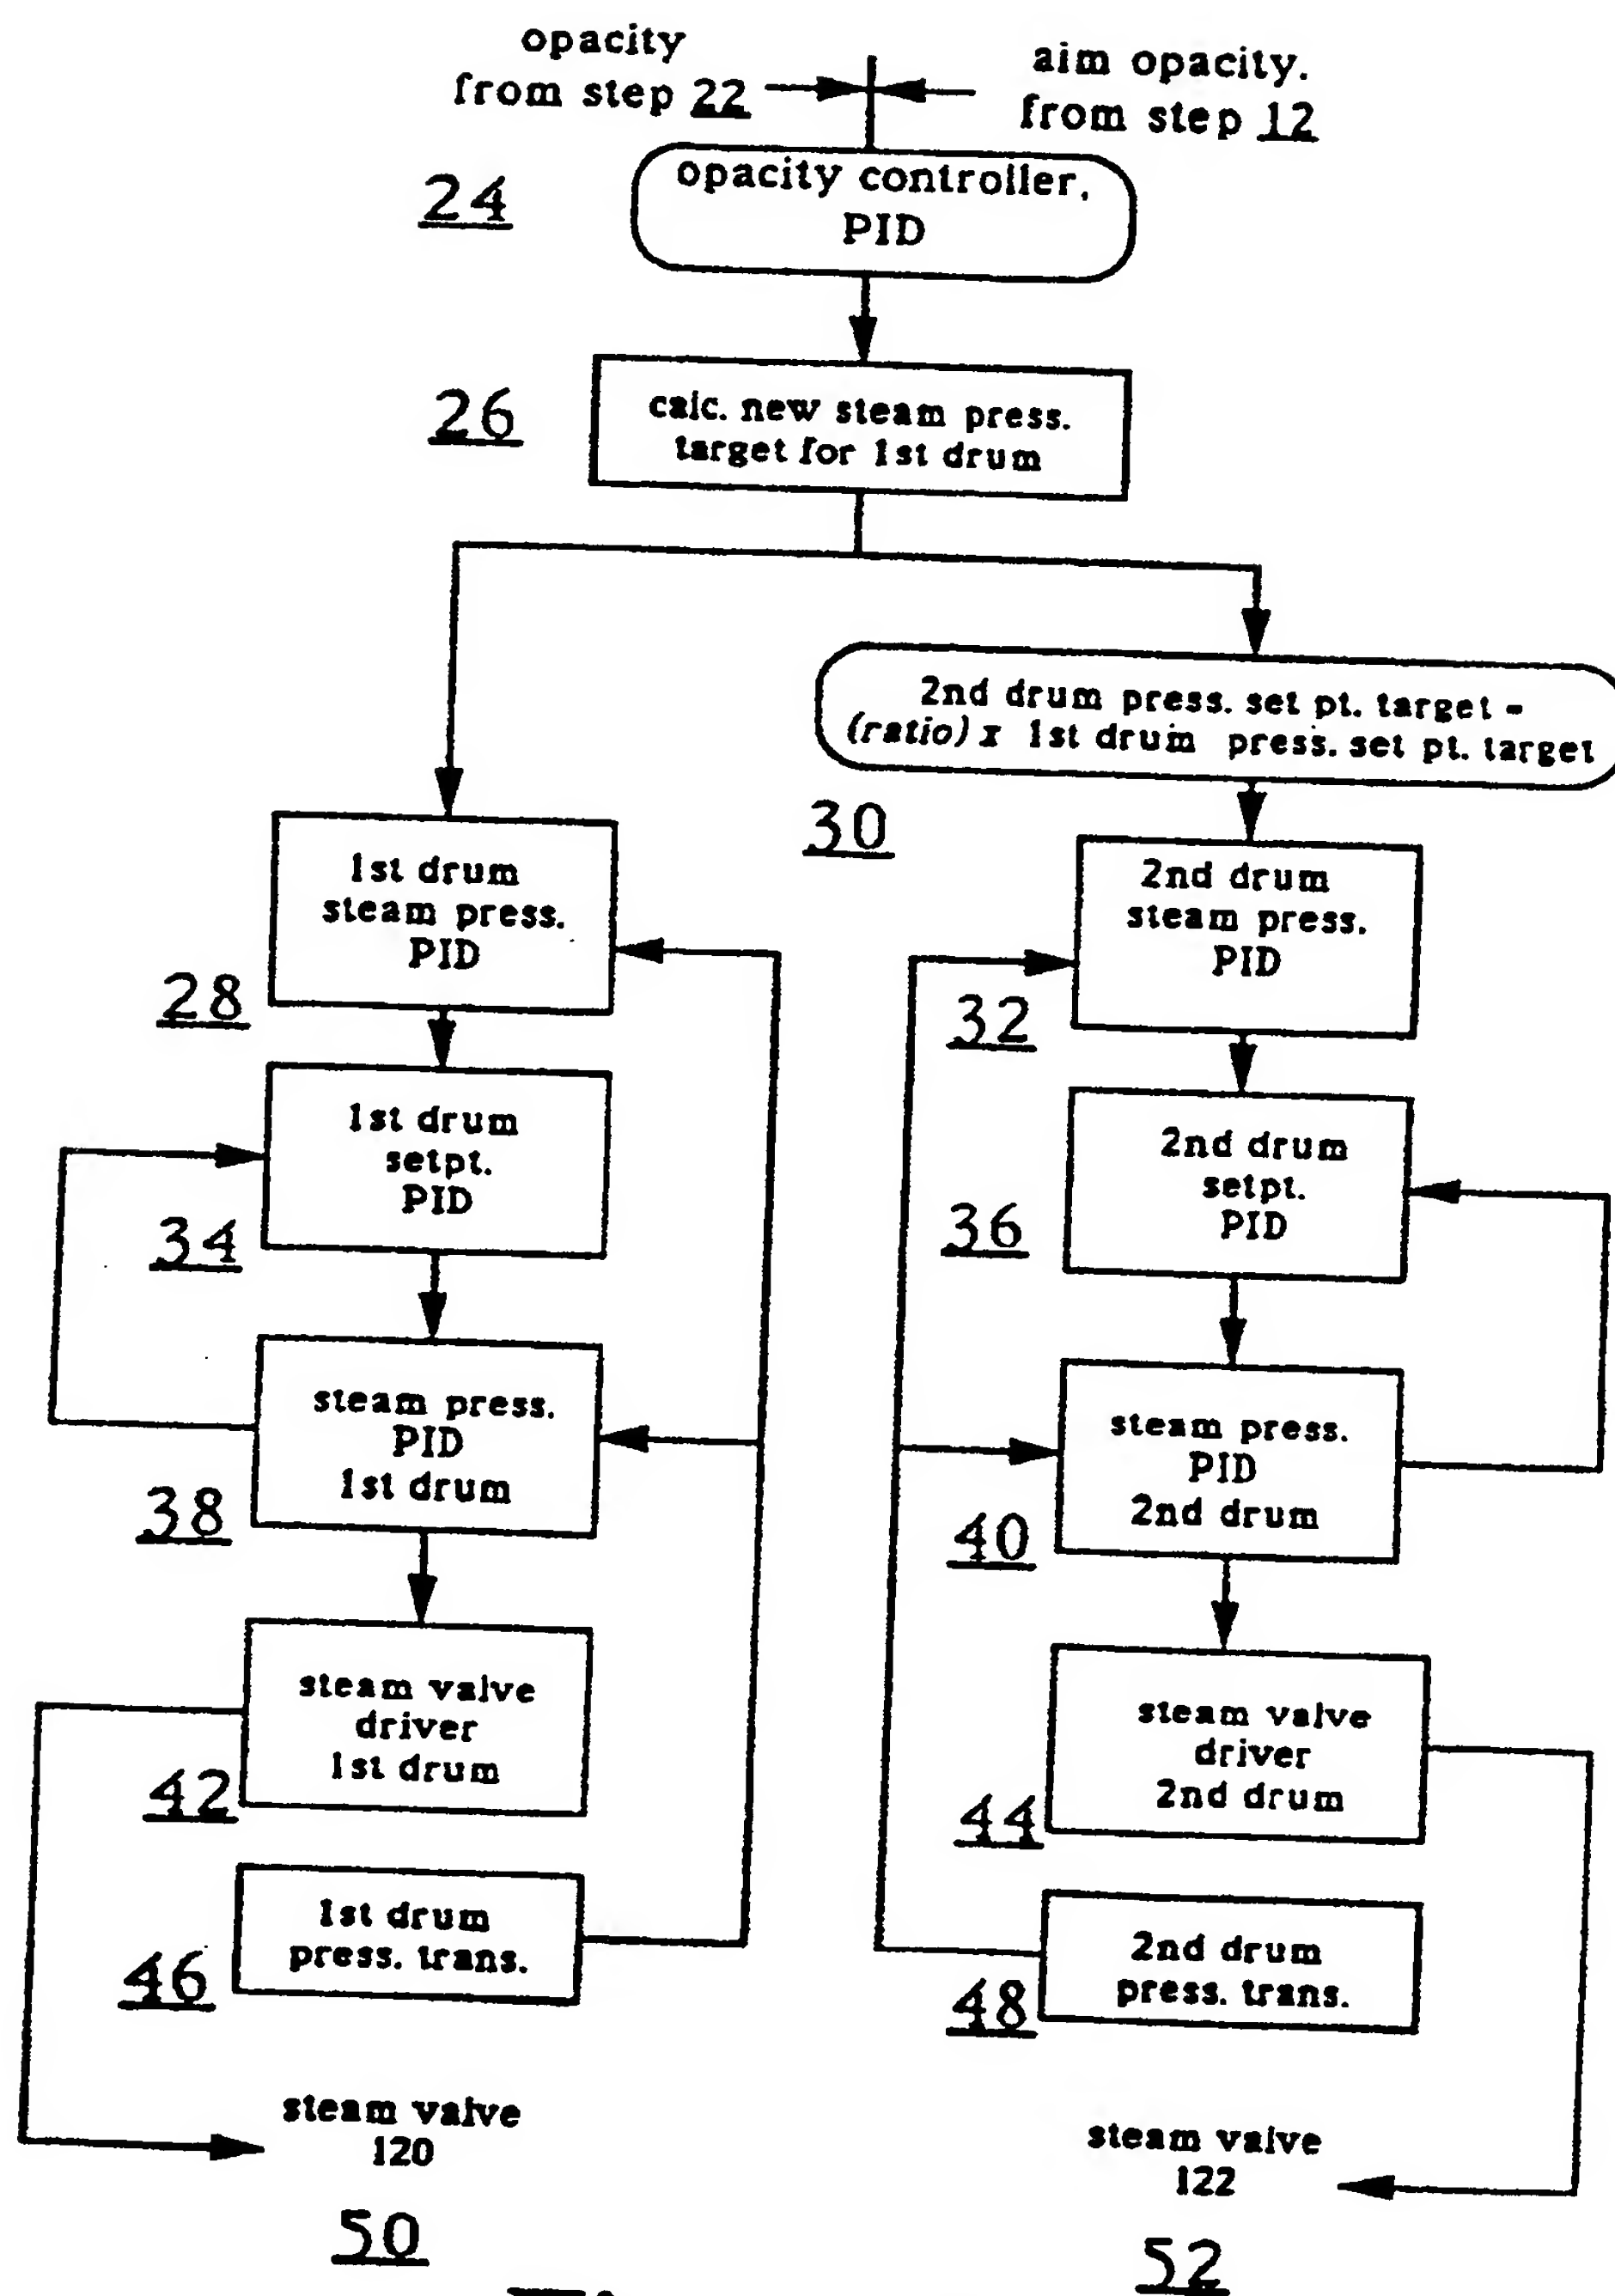 opacity
from step 22
aim opacity.
from step 12
24
opacity controller,
PID
26
calc. new steam press.
target for 1st drum
2nd drum press. set pt. target =
(ratio) x 1st drum press. set pt. target
30
1st drum
steam press.
PID
28
2nd drum
steam press.
PID
32
1st drum
setpt.
PID
34
2nd drum
setpt.
PID
36
steam press.
PID
1st drum
38
steam press.
PID
2nd drum
40
steam valve
driver
1st drum
42
steam valve
driver
2nd drum
44
1st drum
press. trans.
46
2nd drum
press. trans.
48
steam valve
120
50
steam valve
122
52